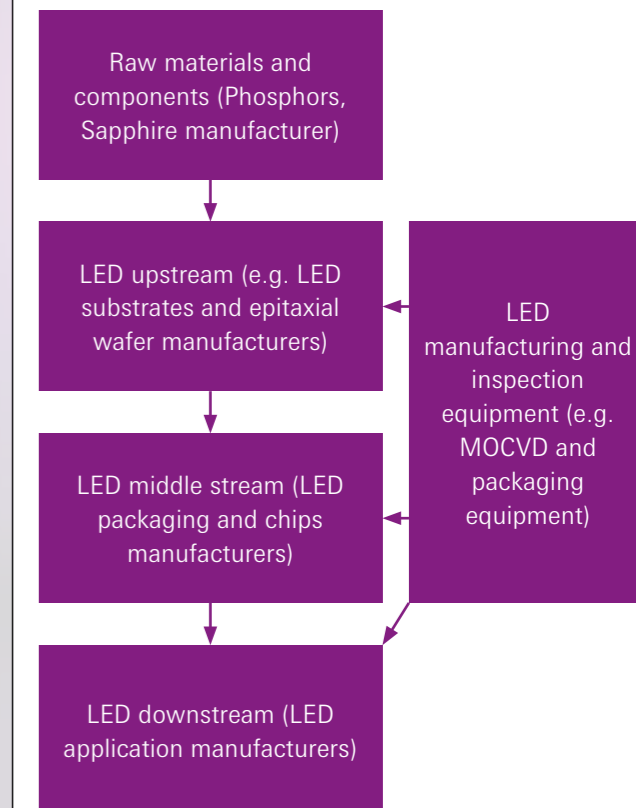 Raw materials and
components (Phosphors,
Sapphire manufacturer)
LED upstream (e.g. LED
substrates and epitaxial
wafer manufacturers)
LED
manufacturing and
inspection
equipment (e.g.
MOCVD and
packaging
equipment)
LED middle stream (LED
packaging and chips
manufacturers)
LED downstream (LED
application manufacturers)